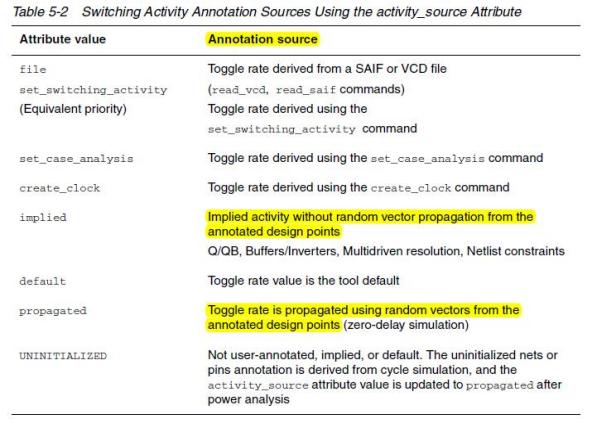 Table 5-2 Switching Activity Annotation Sources Using the activity_source Attribute
Attribute value Annotation source
file Toggle rate derived from a SAIF or VCD file
set_switching_activity (read_vcd, read_saif commands)
(Equivalent priority) Toggle rate derived using the
set_switching_activity command
set_case_analysis Toggle rate derived using the set_case_analysis command
create_clock Toggle rate derived using the create_clock command
implied Implied activity without random vector propagation from the
annotated design points
Q/QB, Buffers/Inverters, Multidriven resolution, Netlist constraints
default Toggle rate value is the tool default
propagated Toggle rate is propagated using random vectors from the
annotated design points (zero-delay simulation)
UNINITIALIZED Not user-annotated, implied, or default. The uninitialized nets or
pins annotation is derived from cycle simulation, and the
activity_source attribute value is updated to propagated after
power analysis